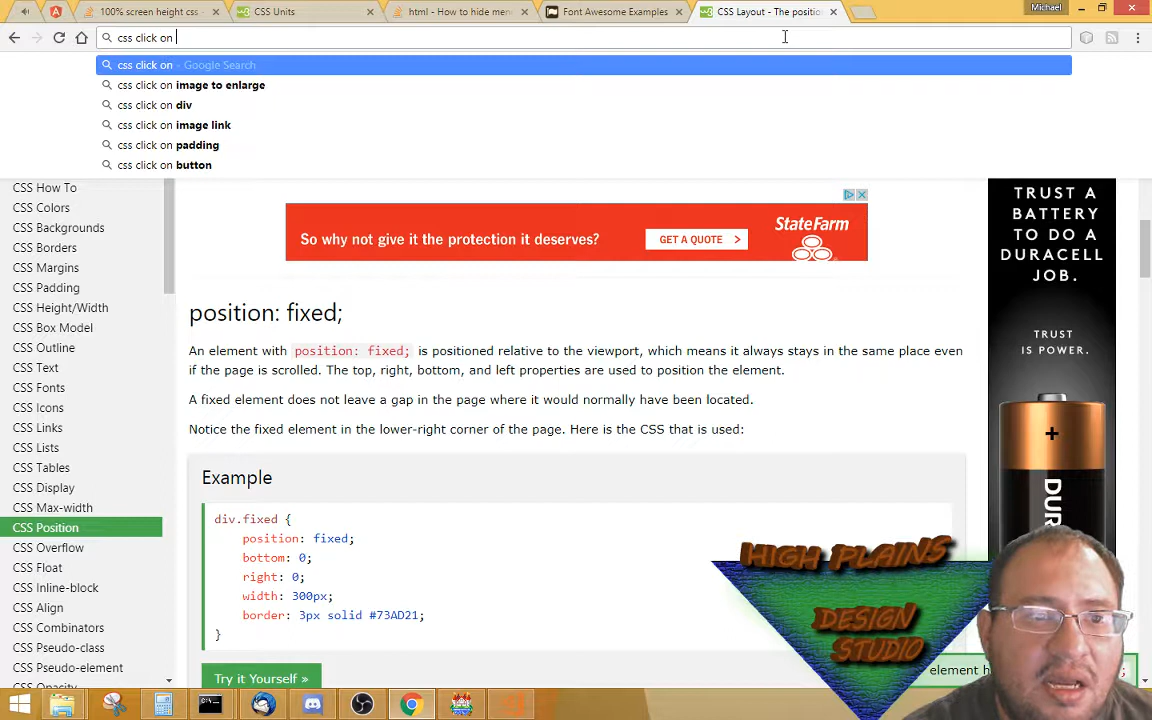 Michael
100% screen height css -
CSS Units
html - How to hide men
Font Awesome Examples
CSS Layout - The positio
css click on
css click on - Google Search
css click on image to enlarge
css click on div
css click on image link
css click on padding
css click on button
CSS How To
CSS Colors
CSS Backgrounds
CSS Borders
CSS Margins
CSS Padding
CSS Height/Width
CSS Box Model
CSS Outline
CSS Text
CSS Fonts
CSS Icons
CSS Links
CSS Lists
CSS Tables
CSS Display
CSS Max-width
CSS Position
CSS Overflow
CSS Float
CSS Inline-block
CSS Align
CSS Combinators
CSS Pseudo-class
CSS Pseudo-element
CSS Opacity
So why not give it the protection it deserves?
GET A QUOTE
StateFarm
position: fixed;
An element with position: fixed; is positioned relative to the viewport, which means it always stays in the same place even
if the page is scrolled. The top, right, bottom, and left properties are used to position the element.
A fixed element does not leave a gap in the page where it would normally have been located.
Notice the fixed element in the lower-right corner of the page. Here is the CSS that is used:
Example
div.fixed {
position: fixed;
bottom: 0;
right: 0;
width: 300px;
border: 3px solid #73AD21;
}
Try it Yourself »
TRUST A
BATTERY
TO DO A
DURACELL
JOB.
TRUST
IS POWER.
DUR
HIGH PLAINS
DESIGN
STUDIO
element h
;